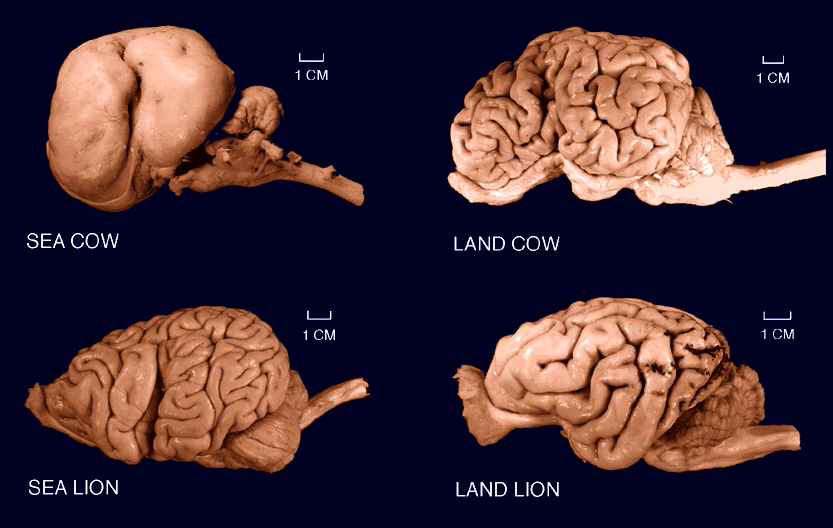 1 CM
SEA COW
1 CM
LAND COW
1 CM
SEA LION
1 CM
LAND LION